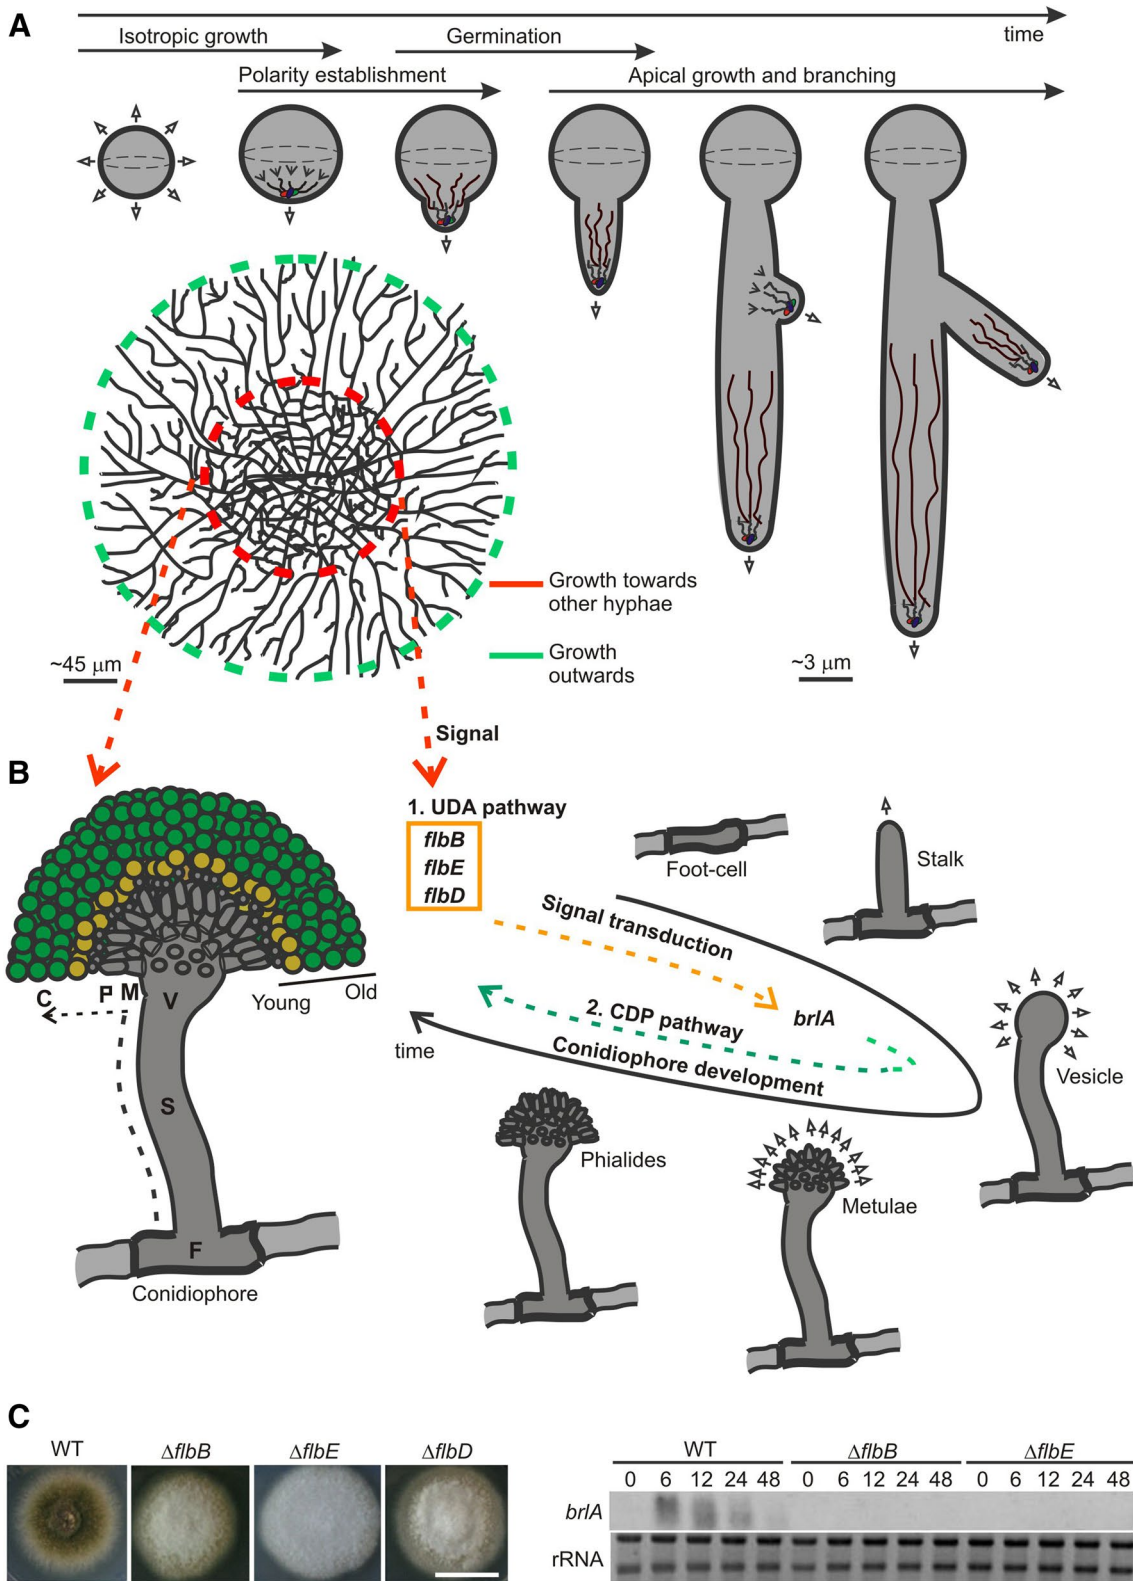 A
time
Isotropic growth
Germination
Polarity establishment
Apical growth and branching
Growth towards
other hyphae
Growth
outwards
~45 μm
~3 μm
Signal
B
1. UDA pathway
flbB
flbE
flbD
Foot-cell
Stalk
Signal transduction
2. CDP pathway
brlA
Conidiophore development
time
Vesicle
Metulae
Phialides
C
P
M
V
Young
Old
S
F
Conidiophore
C
WT
ΔflbB
ΔflbE
ΔflbD
WT
ΔflbB
ΔflbE
0 6 12 24 48 0 6 12 24 48 0 6 12 24 48
brlA
rRNA